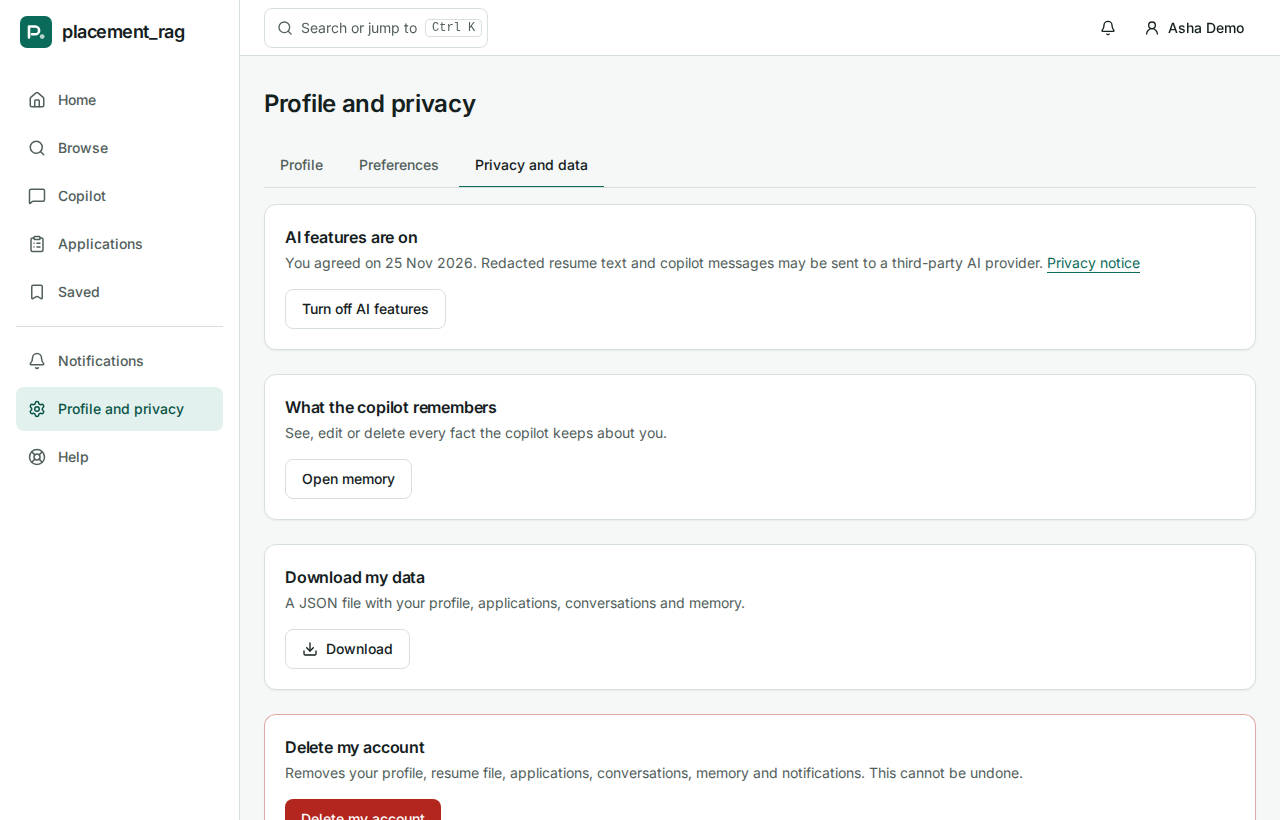 placement_rag
Search or jump to Ctrl K
Asha Demo
Home
Browse
Copilot
Applications
Saved
Notifications
Profile and privacy
Help
Profile and privacy
Profile Preferences Privacy and data
AI features are on
You agreed on 25 Nov 2026. Redacted resume text and copilot messages may be sent to a third-party AI provider. Privacy notice
Turn off AI features
What the copilot remembers
See, edit or delete every fact the copilot keeps about you.
Open memory
Download my data
A JSON file with your profile, applications, conversations and memory.
Download
Delete my account
Removes your profile, resume file, applications, conversations, memory and notifications. This cannot be undone.
Delete my account